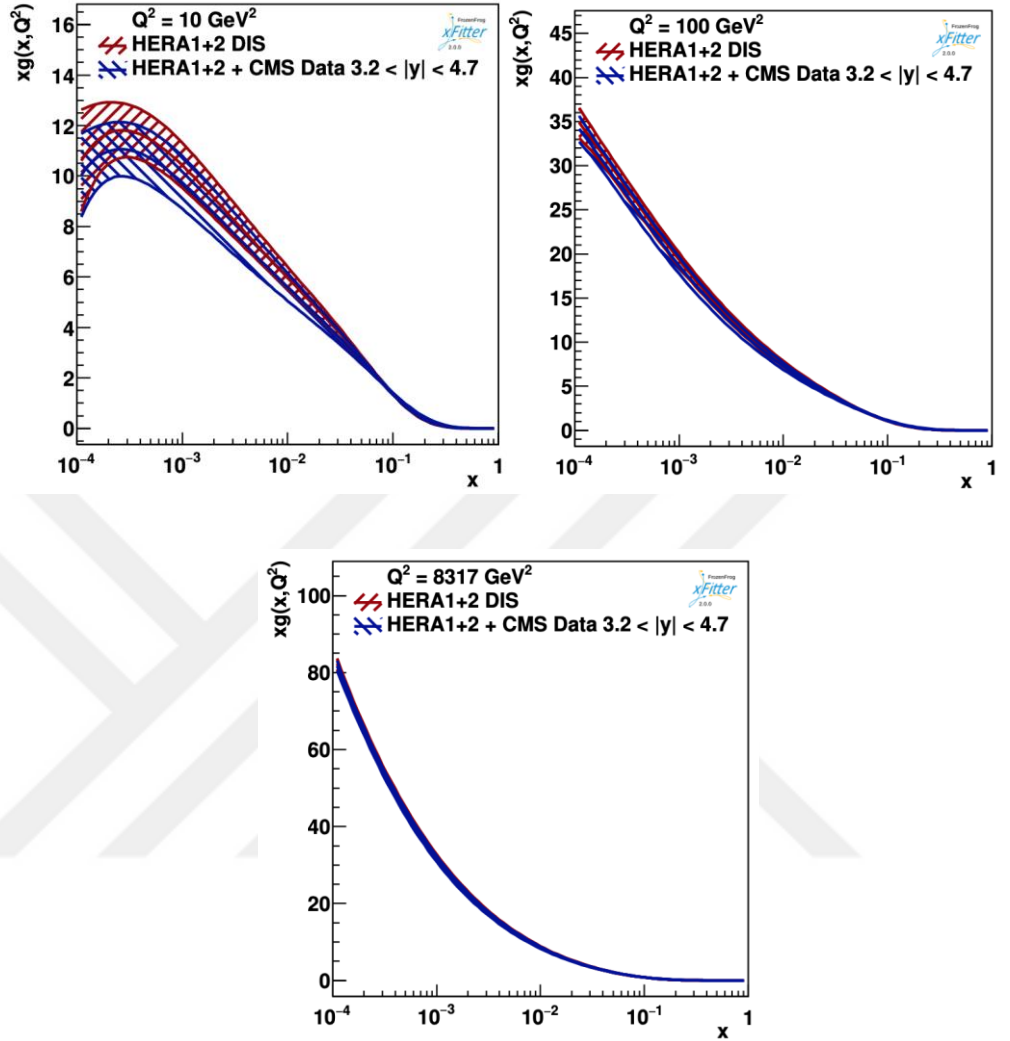 Q² = 10 GeV²
HERA1+2 DIS
HERA1+2 + CMS Data 3.2 < |y| < 4.7
FrozenFrog
xFitter
2.0.0
xg(x,Q²)
16
14
12
10
8
6
4
2
0
10⁻⁴ 10⁻³ 10⁻² 10⁻¹ 1
x
Q² = 100 GeV²
HERA1+2 DIS
HERA1+2 + CMS Data 3.2 < |y| < 4.7
FrozenFrog
xFitter
2.0.0
xg(x,Q²)
45
40
35
30
25
20
15
10
5
0
10⁻⁴ 10⁻³ 10⁻² 10⁻¹ 1
x
Q² = 8317 GeV²
HERA1+2 DIS
HERA1+2 + CMS Data 3.2 < |y| < 4.7
FrozenFrog
xFitter
2.0.0
xg(x,Q²)
100
80
60
40
20
0
10⁻⁴ 10⁻³ 10⁻² 10⁻¹ 1
x